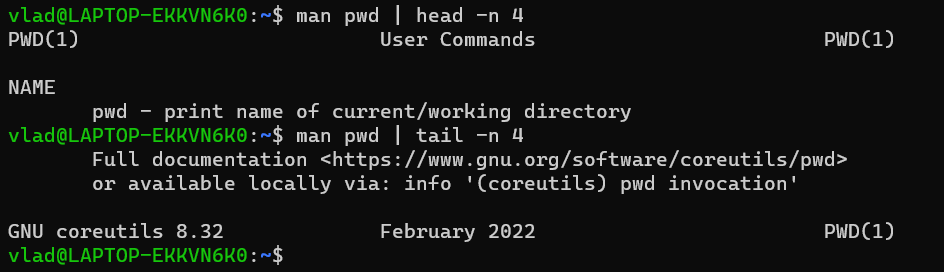 vlad@LAPTOP-EKKVN6K0:~$ man pwd | head -n 4
PWD(1)                         User Commands                        PWD(1)

NAME
       pwd - print name of current/working directory
vlad@LAPTOP-EKKVN6K0:~$ man pwd | tail -n 4
       Full documentation <https://www.gnu.org/software/coreutils/pwd>
       or available locally via: info '(coreutils) pwd invocation'

GNU coreutils 8.32             February 2022                        PWD(1)
vlad@LAPTOP-EKKVN6K0:~$